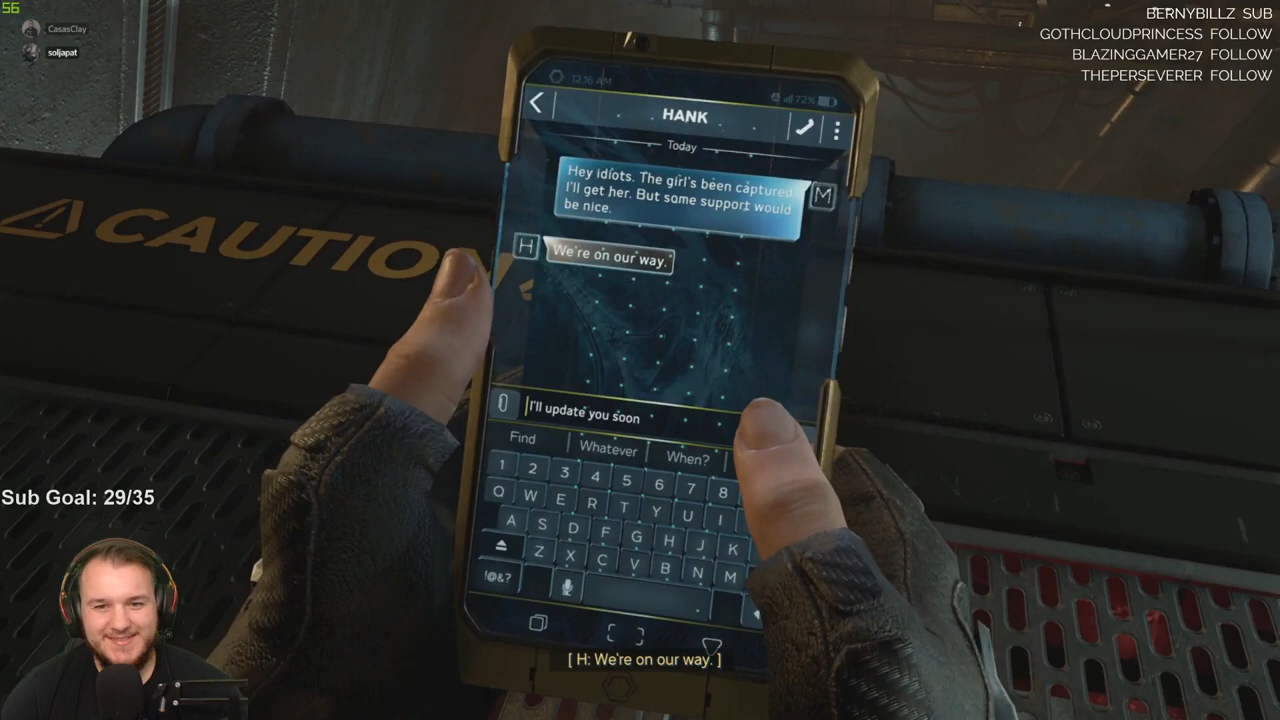 56
CasasClay
soljapat
BERNYBILLZ SUB
GOTHCLOUDPRINCESS FOLLOW
BLAZINGGAMER27 FOLLOW
THEPERSEVERER FOLLOW
CAUTION
12:16 AM
72%
HANK
Today
Hey idiots. The girl's been captured
I'll get her. But some support would
be nice.
M
H
We're on our way.
I'll update you soon
Find Whatever When?
1 2 3 4 5 6 7 8
Q W E R T Y U I
A S D F G H J K
Z X C V B N M
!@&?
[ H: We're on our way. ]
Sub Goal: 29/35